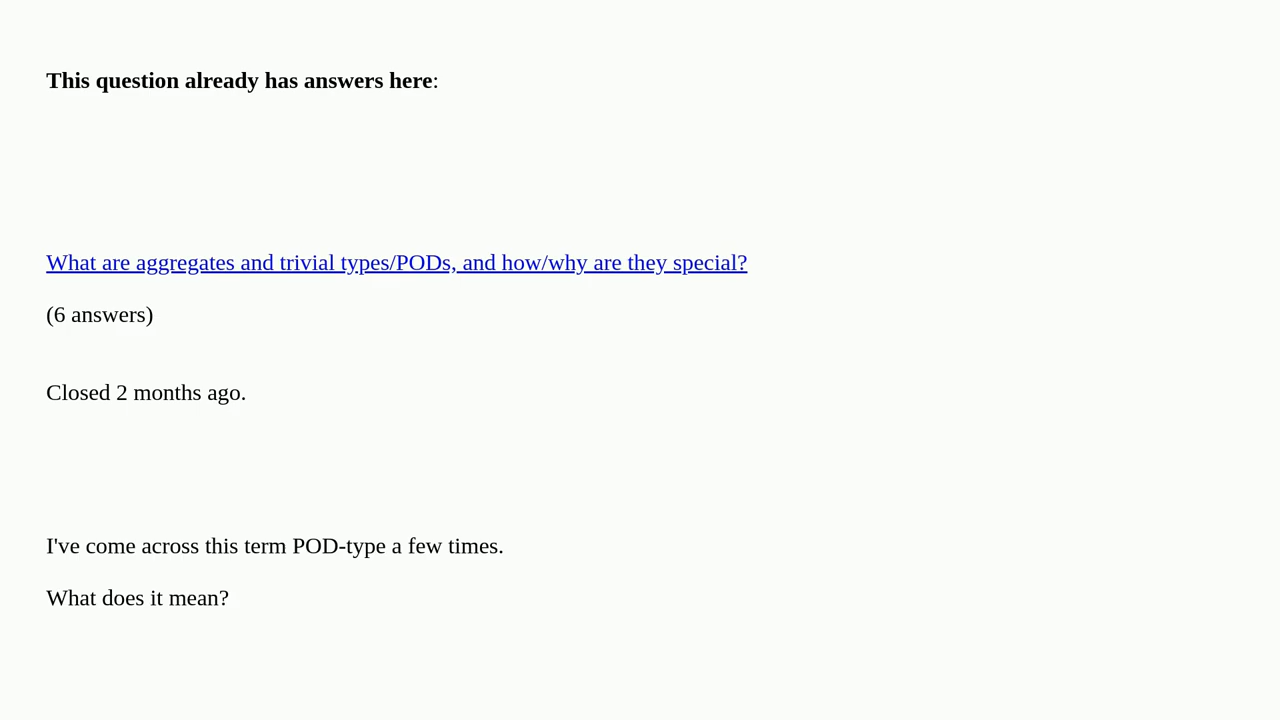 This question already has answers here:
What are aggregates and trivial types/PODs, and how/why are they special?
(6 answers)
Closed 2 months ago.
I've come across this term POD-type a few times.
What does it mean?